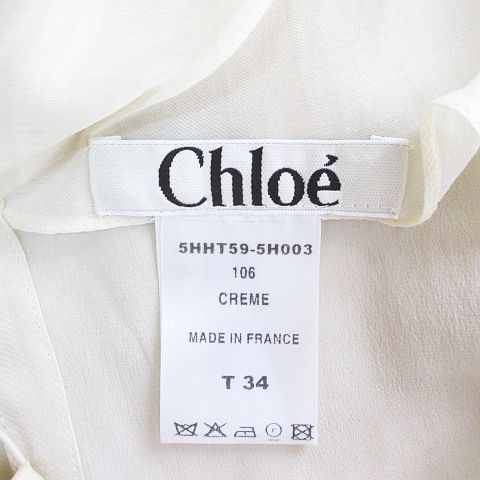 Chloé
5HHT59-5H003
106
CREME
MADE IN FRANCE
T 34